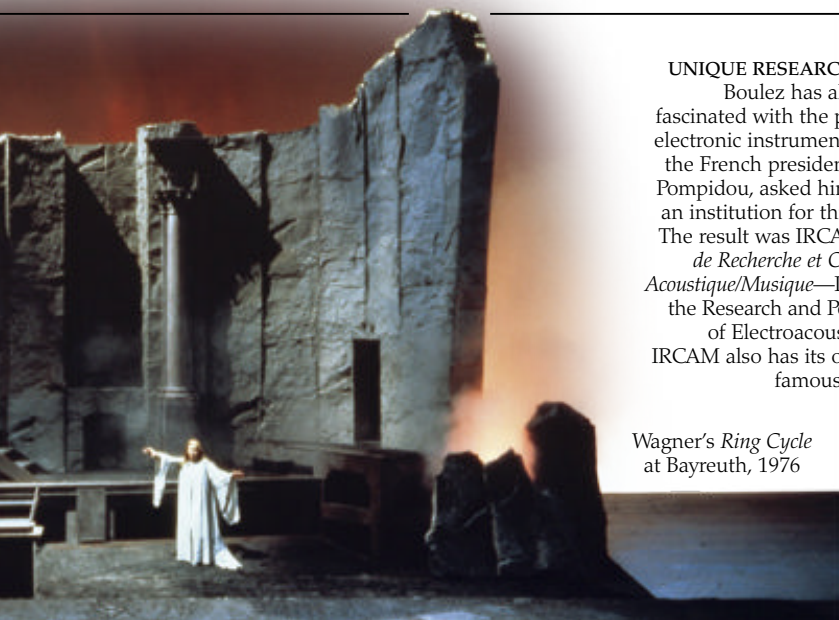 UNIQUE RESEARC
Boulez has a
fascinated with the p
electronic instrumen
the French presiden
Pompidou, asked hi
an institution for th
The result was IRCA
de Recherche et C
Acoustique/Musique—I
the Research and P
of Electroacous
IRCAM also has its o
famous
Wagner's Ring Cycle
at Bayreuth, 1976